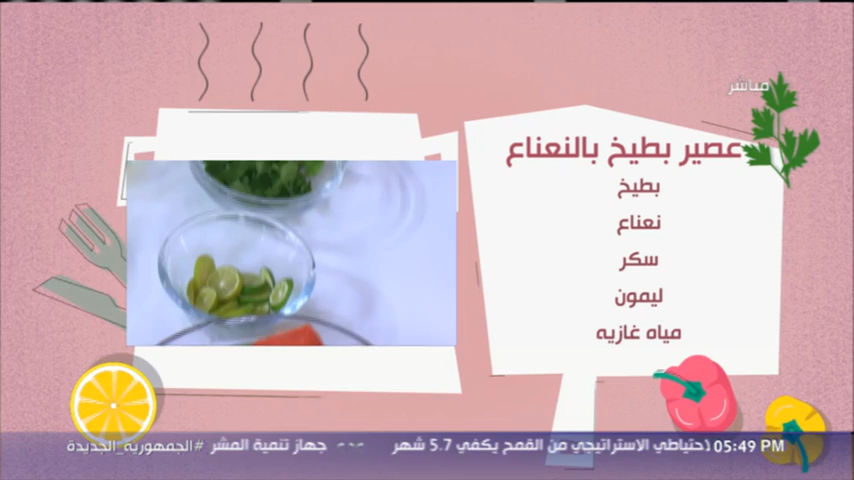 مباشر
عصير بطيخ بالنعناع
بطيخ
نعناع
سكر
ليمون
مياه غازيه
05:49 PM احتياطي الاستراتيجي من القمح يكفي 5.7 شهر جهاز تنمية المشر #الجمهورية_الجديدة